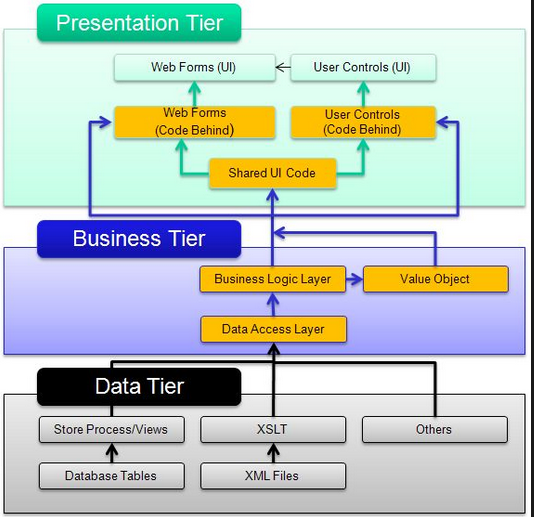 Presentation Tier
Web Forms (UI)
User Controls (UI)
Web Forms
(Code Behind)
User Controls
(Code Behind)
Shared UI Code
Business Tier
Business Logic Layer
Value Object
Data Access Layer
Data Tier
Store Process/Views
XSLT
Others
Database Tables
XML Files